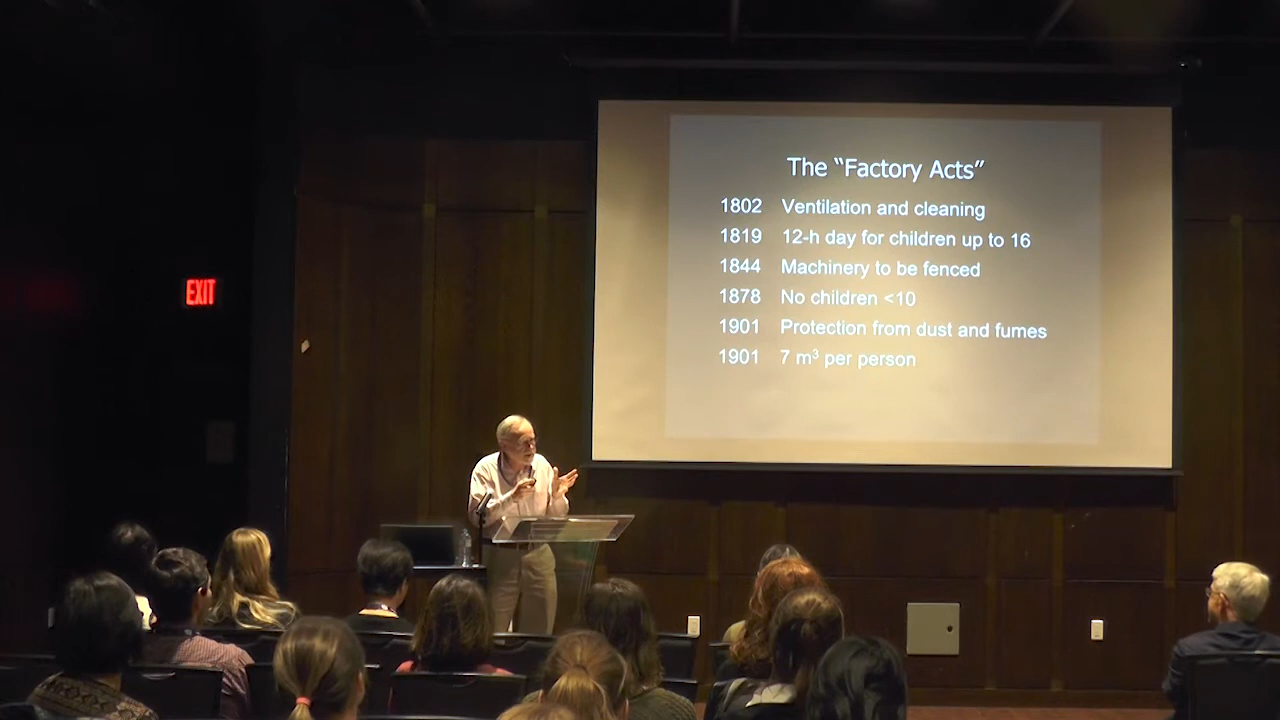 EXIT
The “Factory Acts”
1802 Ventilation and cleaning
1819 12-h day for children up to 16
1844 Machinery to be fenced
1878 No children <10
1901 Protection from dust and fumes
1901 7 m³ per person